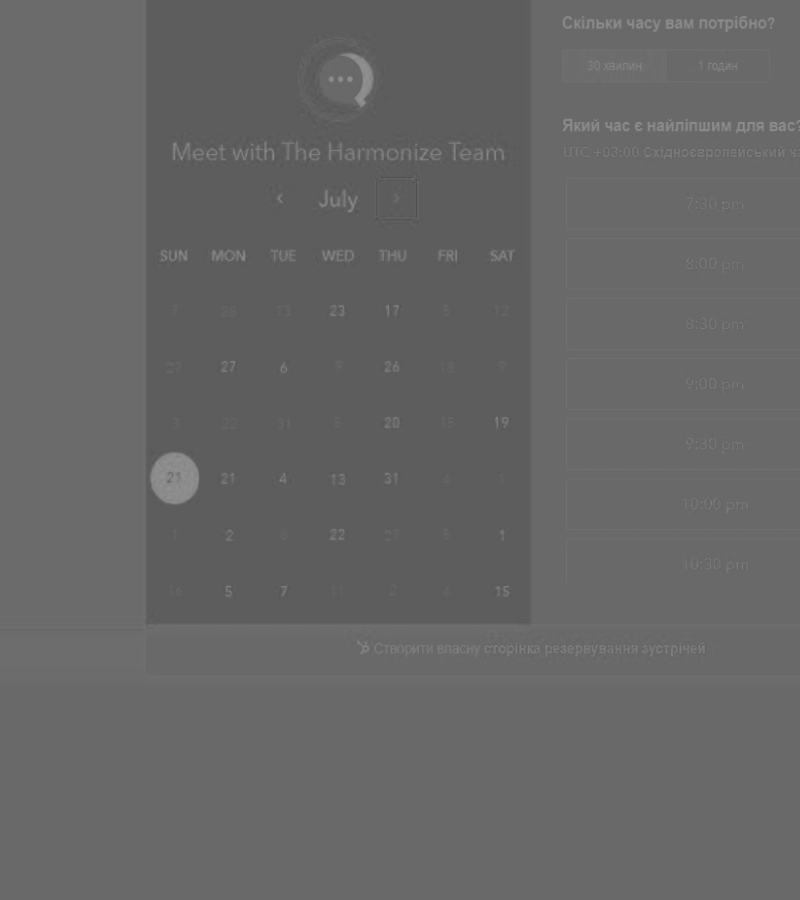 Meet with The Harmonize Team
July
SUN MON TUE WED THU FRI SAT
7 28 13 23 17 5 12
27 27 6 9 26 18 9
3 22 31 8 20 15 19
21 21 4 13 31 4 1
1 2 8 22 29 5 1
16 5 7 11 2 4 15
Скільки часу вам потрібно?
30 хвилин 1 годин
Який час є найліпшим для вас?
UTC +03:00 Східноєвропейський
7:30 pm
8:00 pm
8:30 pm
9:00 pm
9:30 pm
10:00 pm
10:30 pm
Створити власну сторінка резервування зустрічей